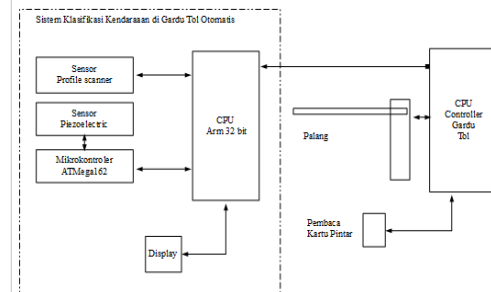 Sistem Klasifikasi Kendaraaan di Gardu Tol Otomatis
Sensor
Profile scanner
Sensor
Piezoelectric
Mikrokontroler
ATMega162
CPU
Arm 32 bit
Display
Palang
CPU
Controller
Gardu
Tol
Pembaca
Kartu Pintar